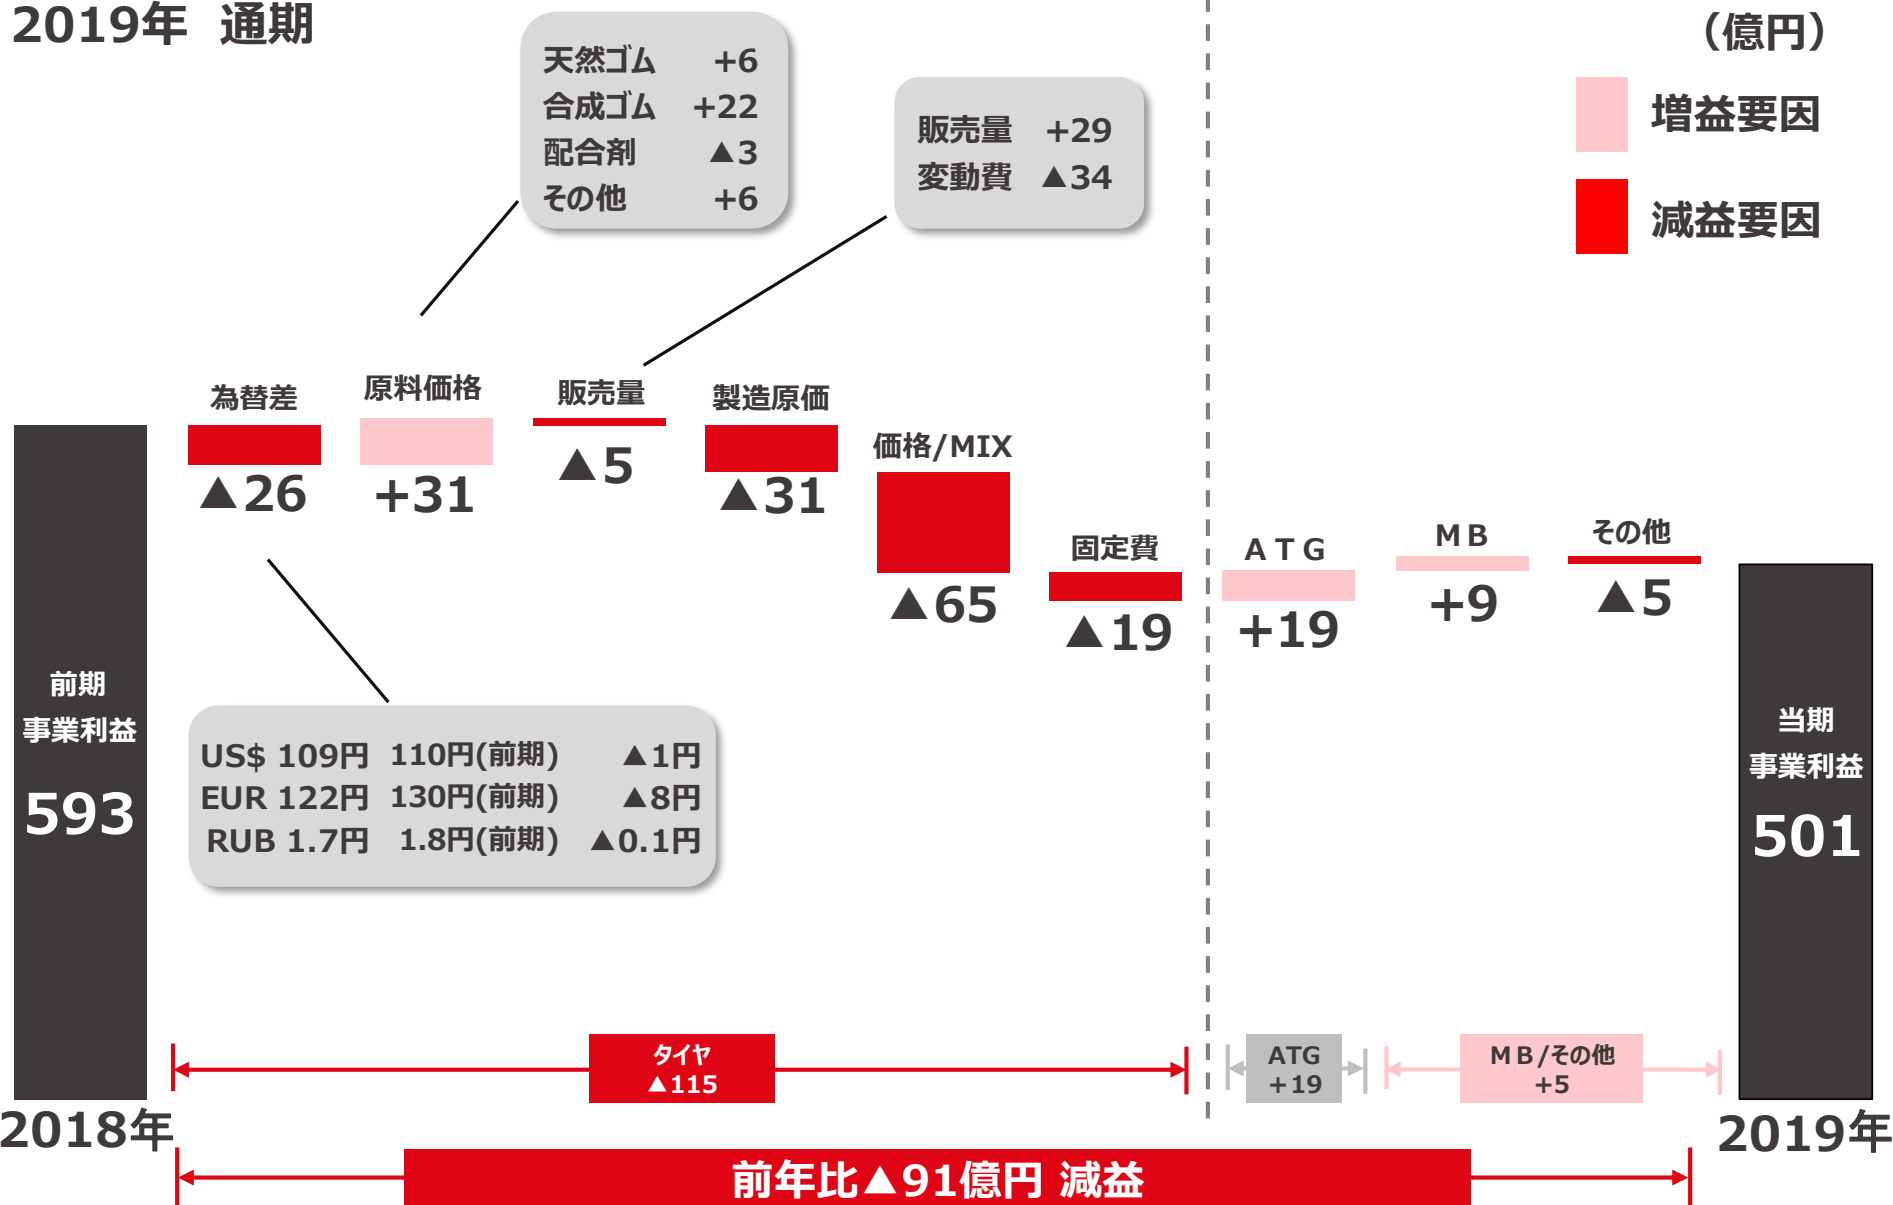 2019年 通期
（億円）
増益要因
減益要因
天然ゴム +6
合成ゴム +22
配合剤 ▲3
その他 +6
販売量 +29
変動費 ▲34
為替差
▲26
原料価格
+31
販売量
▲5
製造原価
▲31
価格/MIX
▲65
固定費
▲19
ＡＴＧ
+19
ＭＢ
+9
その他
▲5
前期
事業利益
593
US$ 109円 110円(前期) ▲1円
EUR 122円 130円(前期) ▲8円
RUB 1.7円 1.8円(前期) ▲0.1円
当期
事業利益
501
タイヤ
▲115
ATG
+19
ＭＢ/その他
+5
2018年
2019年
前年比▲91億円 減益